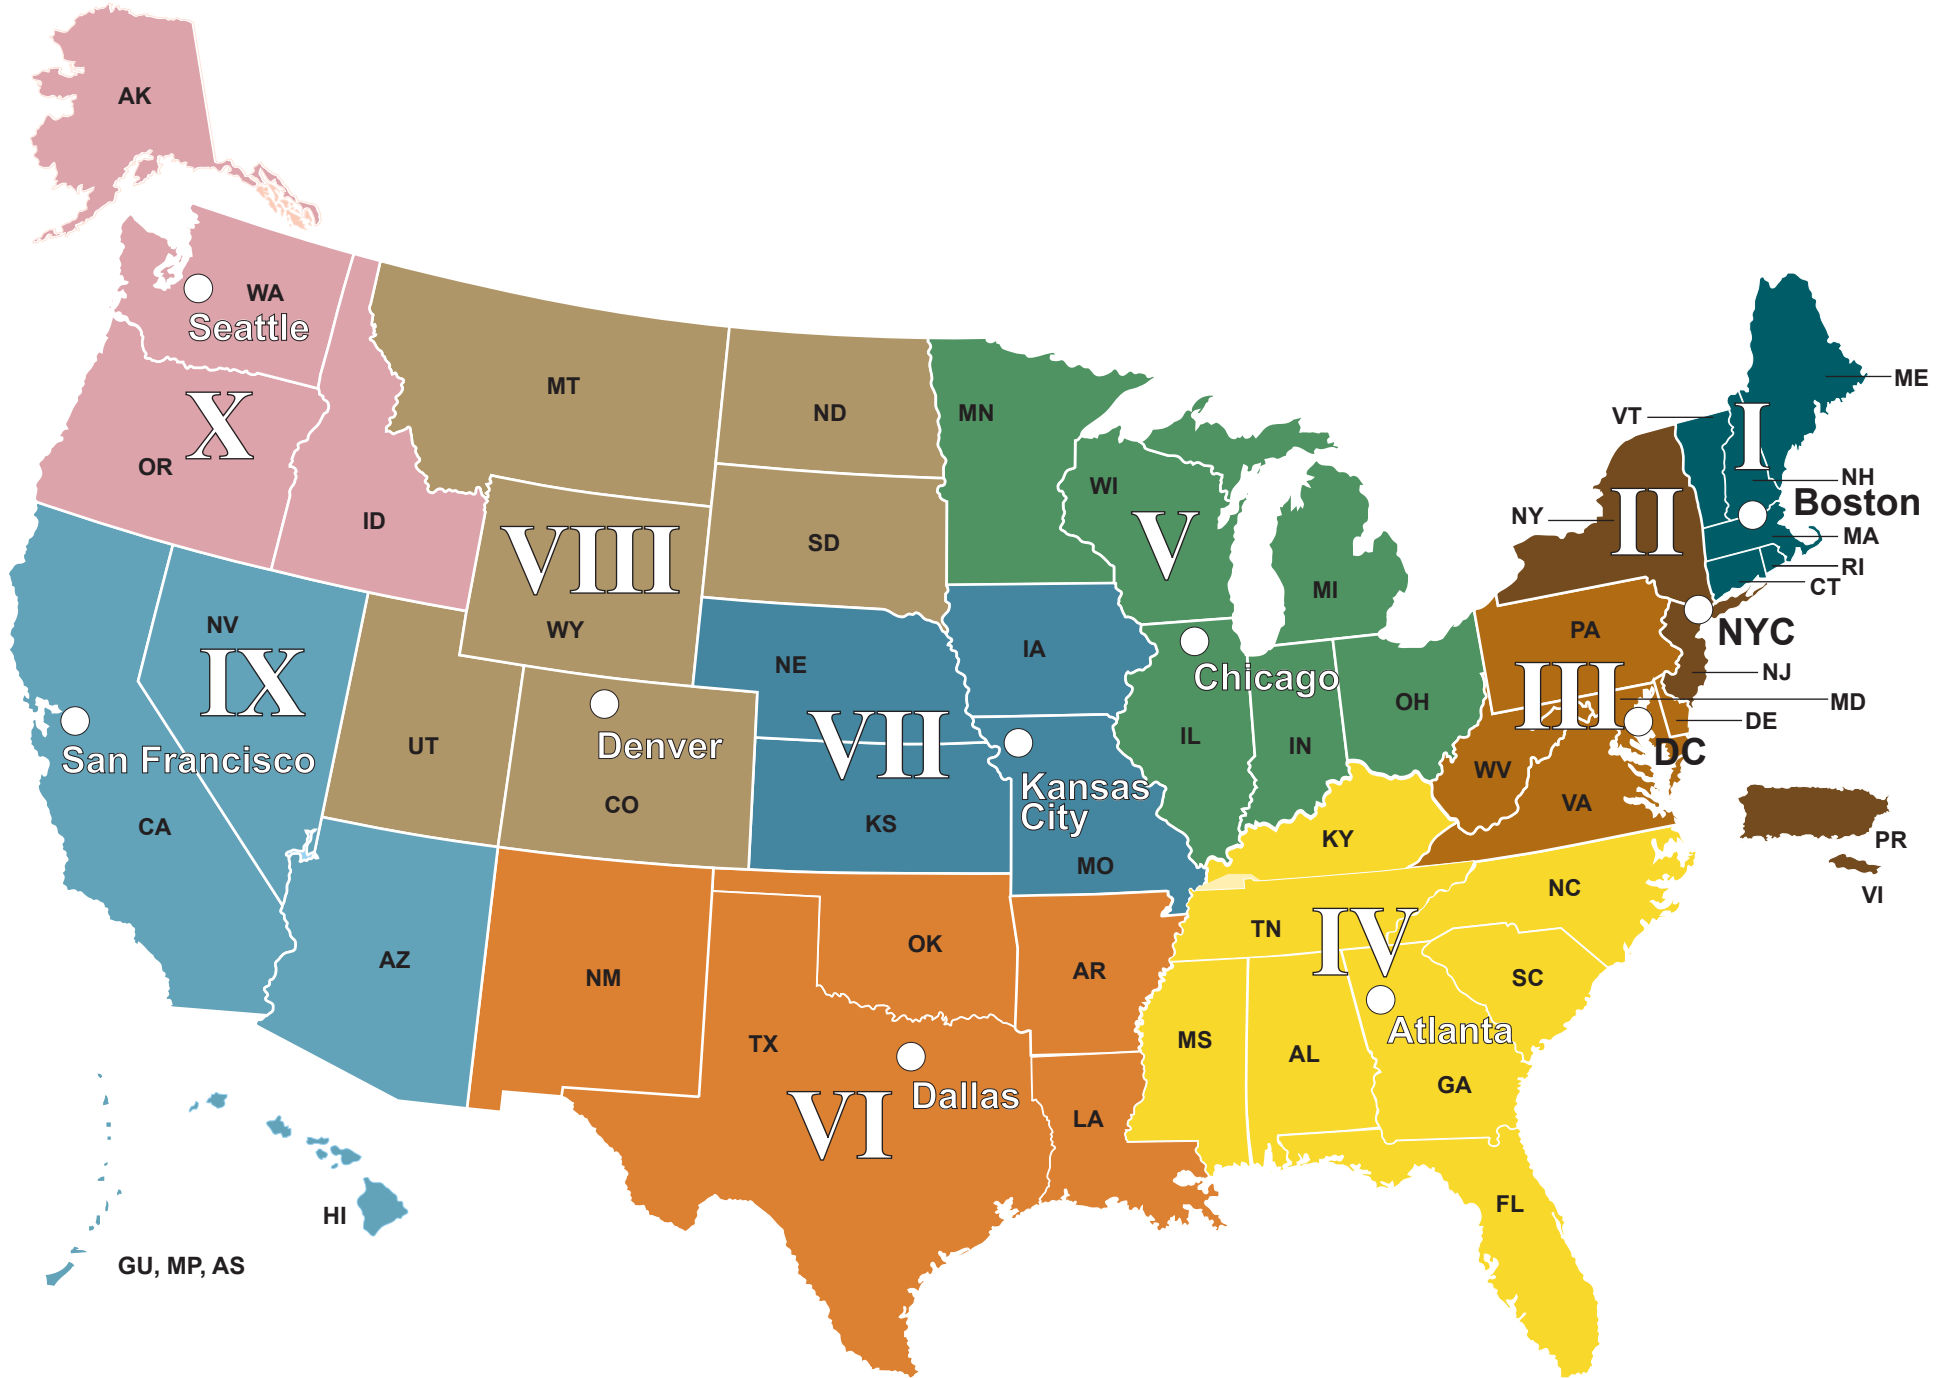 AK
WA
Seattle
X
OR
ID
MT
ND
MN
SD
VIII
WY
WI
V
MI
ME
VT
I
NH
Boston
NY
II
MA
RI
CT
NYC
PA
NJ
III
MD
DE
DC
WV
VA
PR
VI
NV
IX
San Francisco
CA
UT
Denver
CO
NE
IA
VII
KS
Kansas
City
MO
Chicago
IL
IN
OH
KY
NC
TN
IV
SC
Atlanta
MS
AL
GA
FL
AZ
NM
OK
AR
TX
Dallas
VI
LA
HI
GU, MP, AS